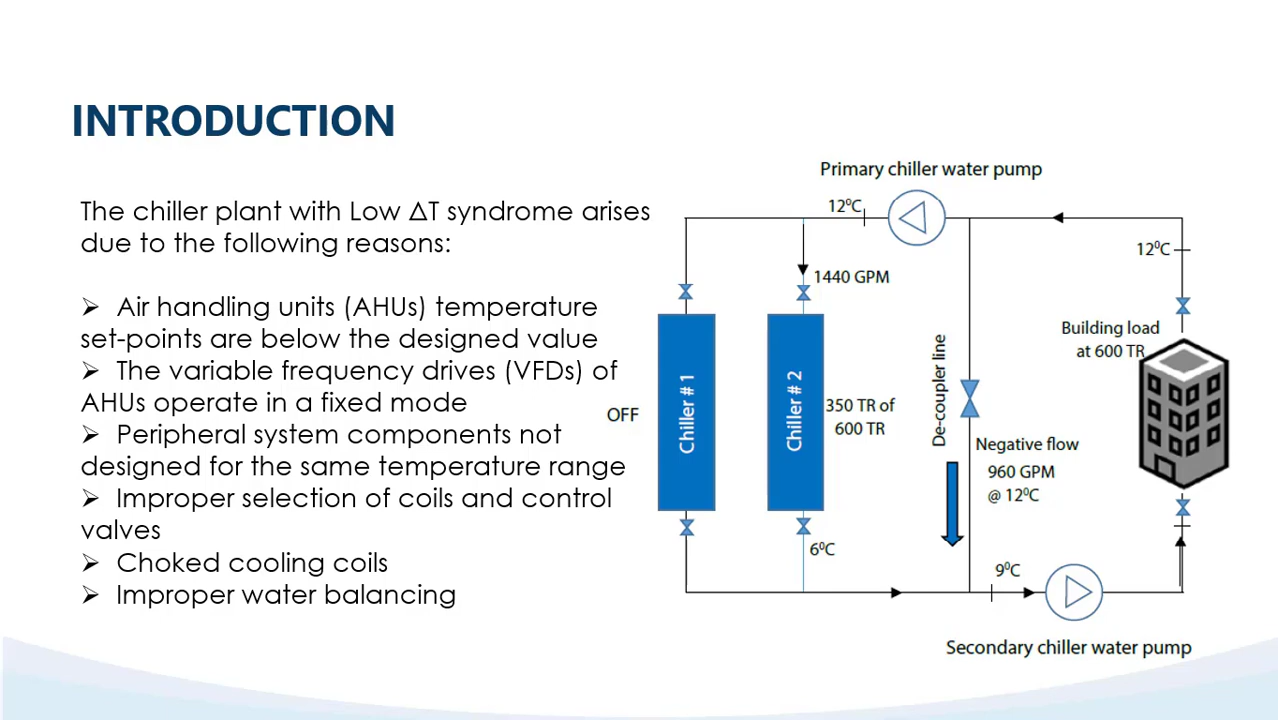 INTRODUCTION
The chiller plant with Low ΔT syndrome arises
due to the following reasons:
➢ Air handling units (AHUs) temperature
set-points are below the designed value
➢ The variable frequency drives (VFDs) of
AHUs operate in a fixed mode
➢ Peripheral system components not
designed for the same temperature range
➢ Improper selection of coils and control
valves
➢ Choked cooling coils
➢ Improper water balancing
Primary chiller water pump
12⁰C
12⁰C
1440 GPM
Building load
at 600 TR
OFF
Chiller # 1
Chiller # 2
350 TR of
600 TR
De-coupler line
Negative flow
960 GPM
@ 12⁰C
6⁰C
9⁰C
Secondary chiller water pump